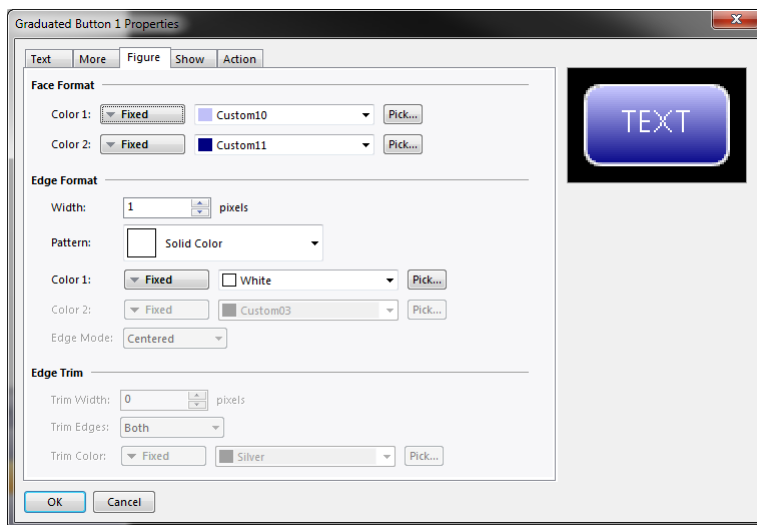 Graduated Button 1 Properties
Text More Figure Show Action
Face Format
Color 1: Fixed Custom10 Pick...
Color 2: Fixed Custom11 Pick...
Edge Format
Width: 1 pixels
Pattern: Solid Color
Color 1: Fixed White Pick...
Color 2: Fixed Custom03 Pick...
Edge Mode: Centered
Edge Trim
Trim Width: 0 pixels
Trim Edges: Both
Trim Color: Fixed Silver Pick...
OK Cancel
TEXT